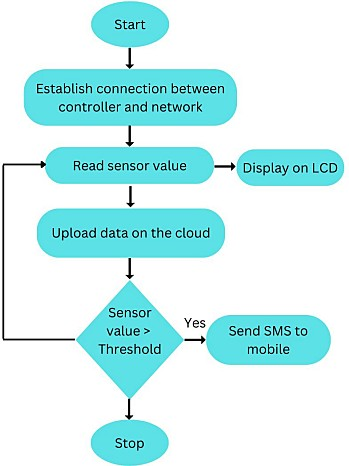 Start
Establish connection between
controller and network
Read sensor value
Display on LCD
Upload data on the cloud
Sensor
value >
Threshold
Yes
Send SMS to
mobile
Stop